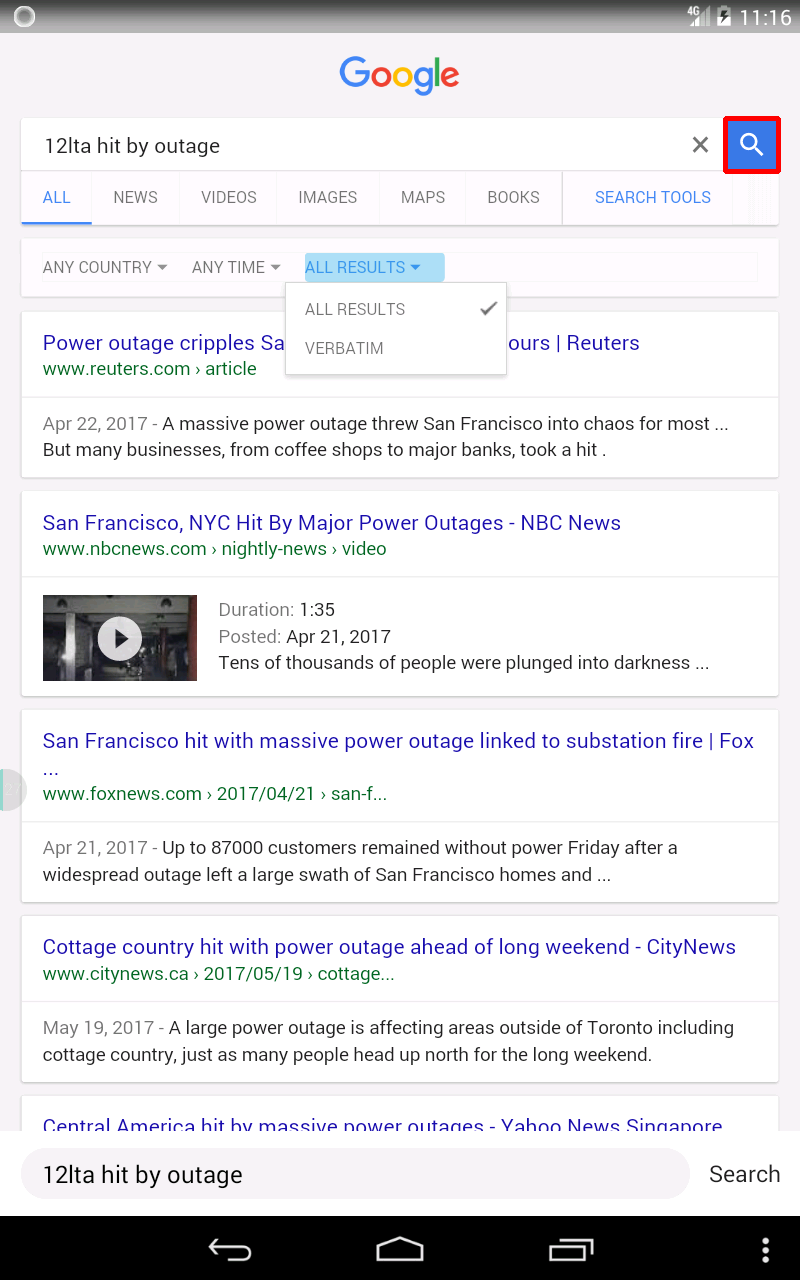 4G 11:16
Google
12lta hit by outage
ALL NEWS VIDEOS IMAGES MAPS BOOKS SEARCH TOOLS
ANY COUNTRY ANY TIME ALL RESULTS
ALL RESULTS
VERBATIM
Power outage cripples Sa ours | Reuters
www.reuters.com › article
Apr 22, 2017 - A massive power outage threw San Francisco into chaos for most ...
But many businesses, from coffee shops to major banks, took a hit .
San Francisco, NYC Hit By Major Power Outages - NBC News
www.nbcnews.com › nightly-news › video
Duration: 1:35
Posted: Apr 21, 2017
Tens of thousands of people were plunged into darkness ...
San Francisco hit with massive power outage linked to substation fire | Fox
...
www.foxnews.com › 2017/04/21 › san-f...
Apr 21, 2017 - Up to 87000 customers remained without power Friday after a
widespread outage left a large swath of San Francisco homes and ...
Cottage country hit with power outage ahead of long weekend - CityNews
www.citynews.ca › 2017/05/19 › cottage...
May 19, 2017 - A large power outage is affecting areas outside of Toronto including
cottage country, just as many people head up north for the long weekend.
Central America hit by massive power outages - Yahoo News Singapore
12lta hit by outage Search